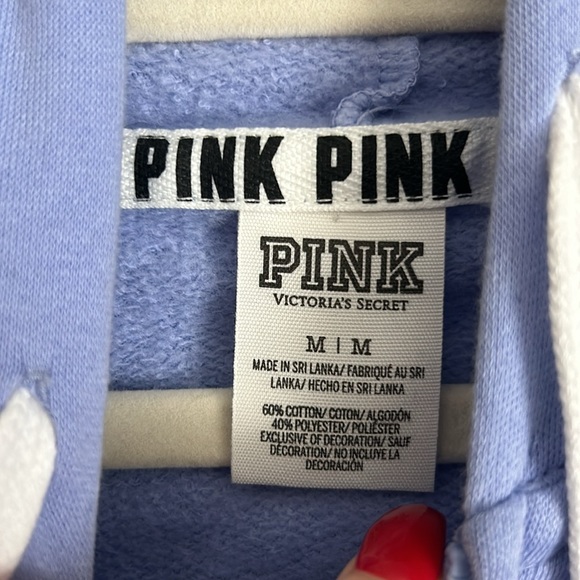 PINK PINK
PINK
VICTORIA'S SECRET
M | M
MADE IN SRI LANKA/ FABRIQUÉ AU SRI
LANKA/ HECHO EN SRI LANKA
60% COTTON/ COTON/ ALGODÓN
40% POLYESTER/ POLIÉSTER
EXCLUSIVE OF DECORATION/ SAUF
DÉCORATION/ NO INCLUYE LA
DECORACIÓN